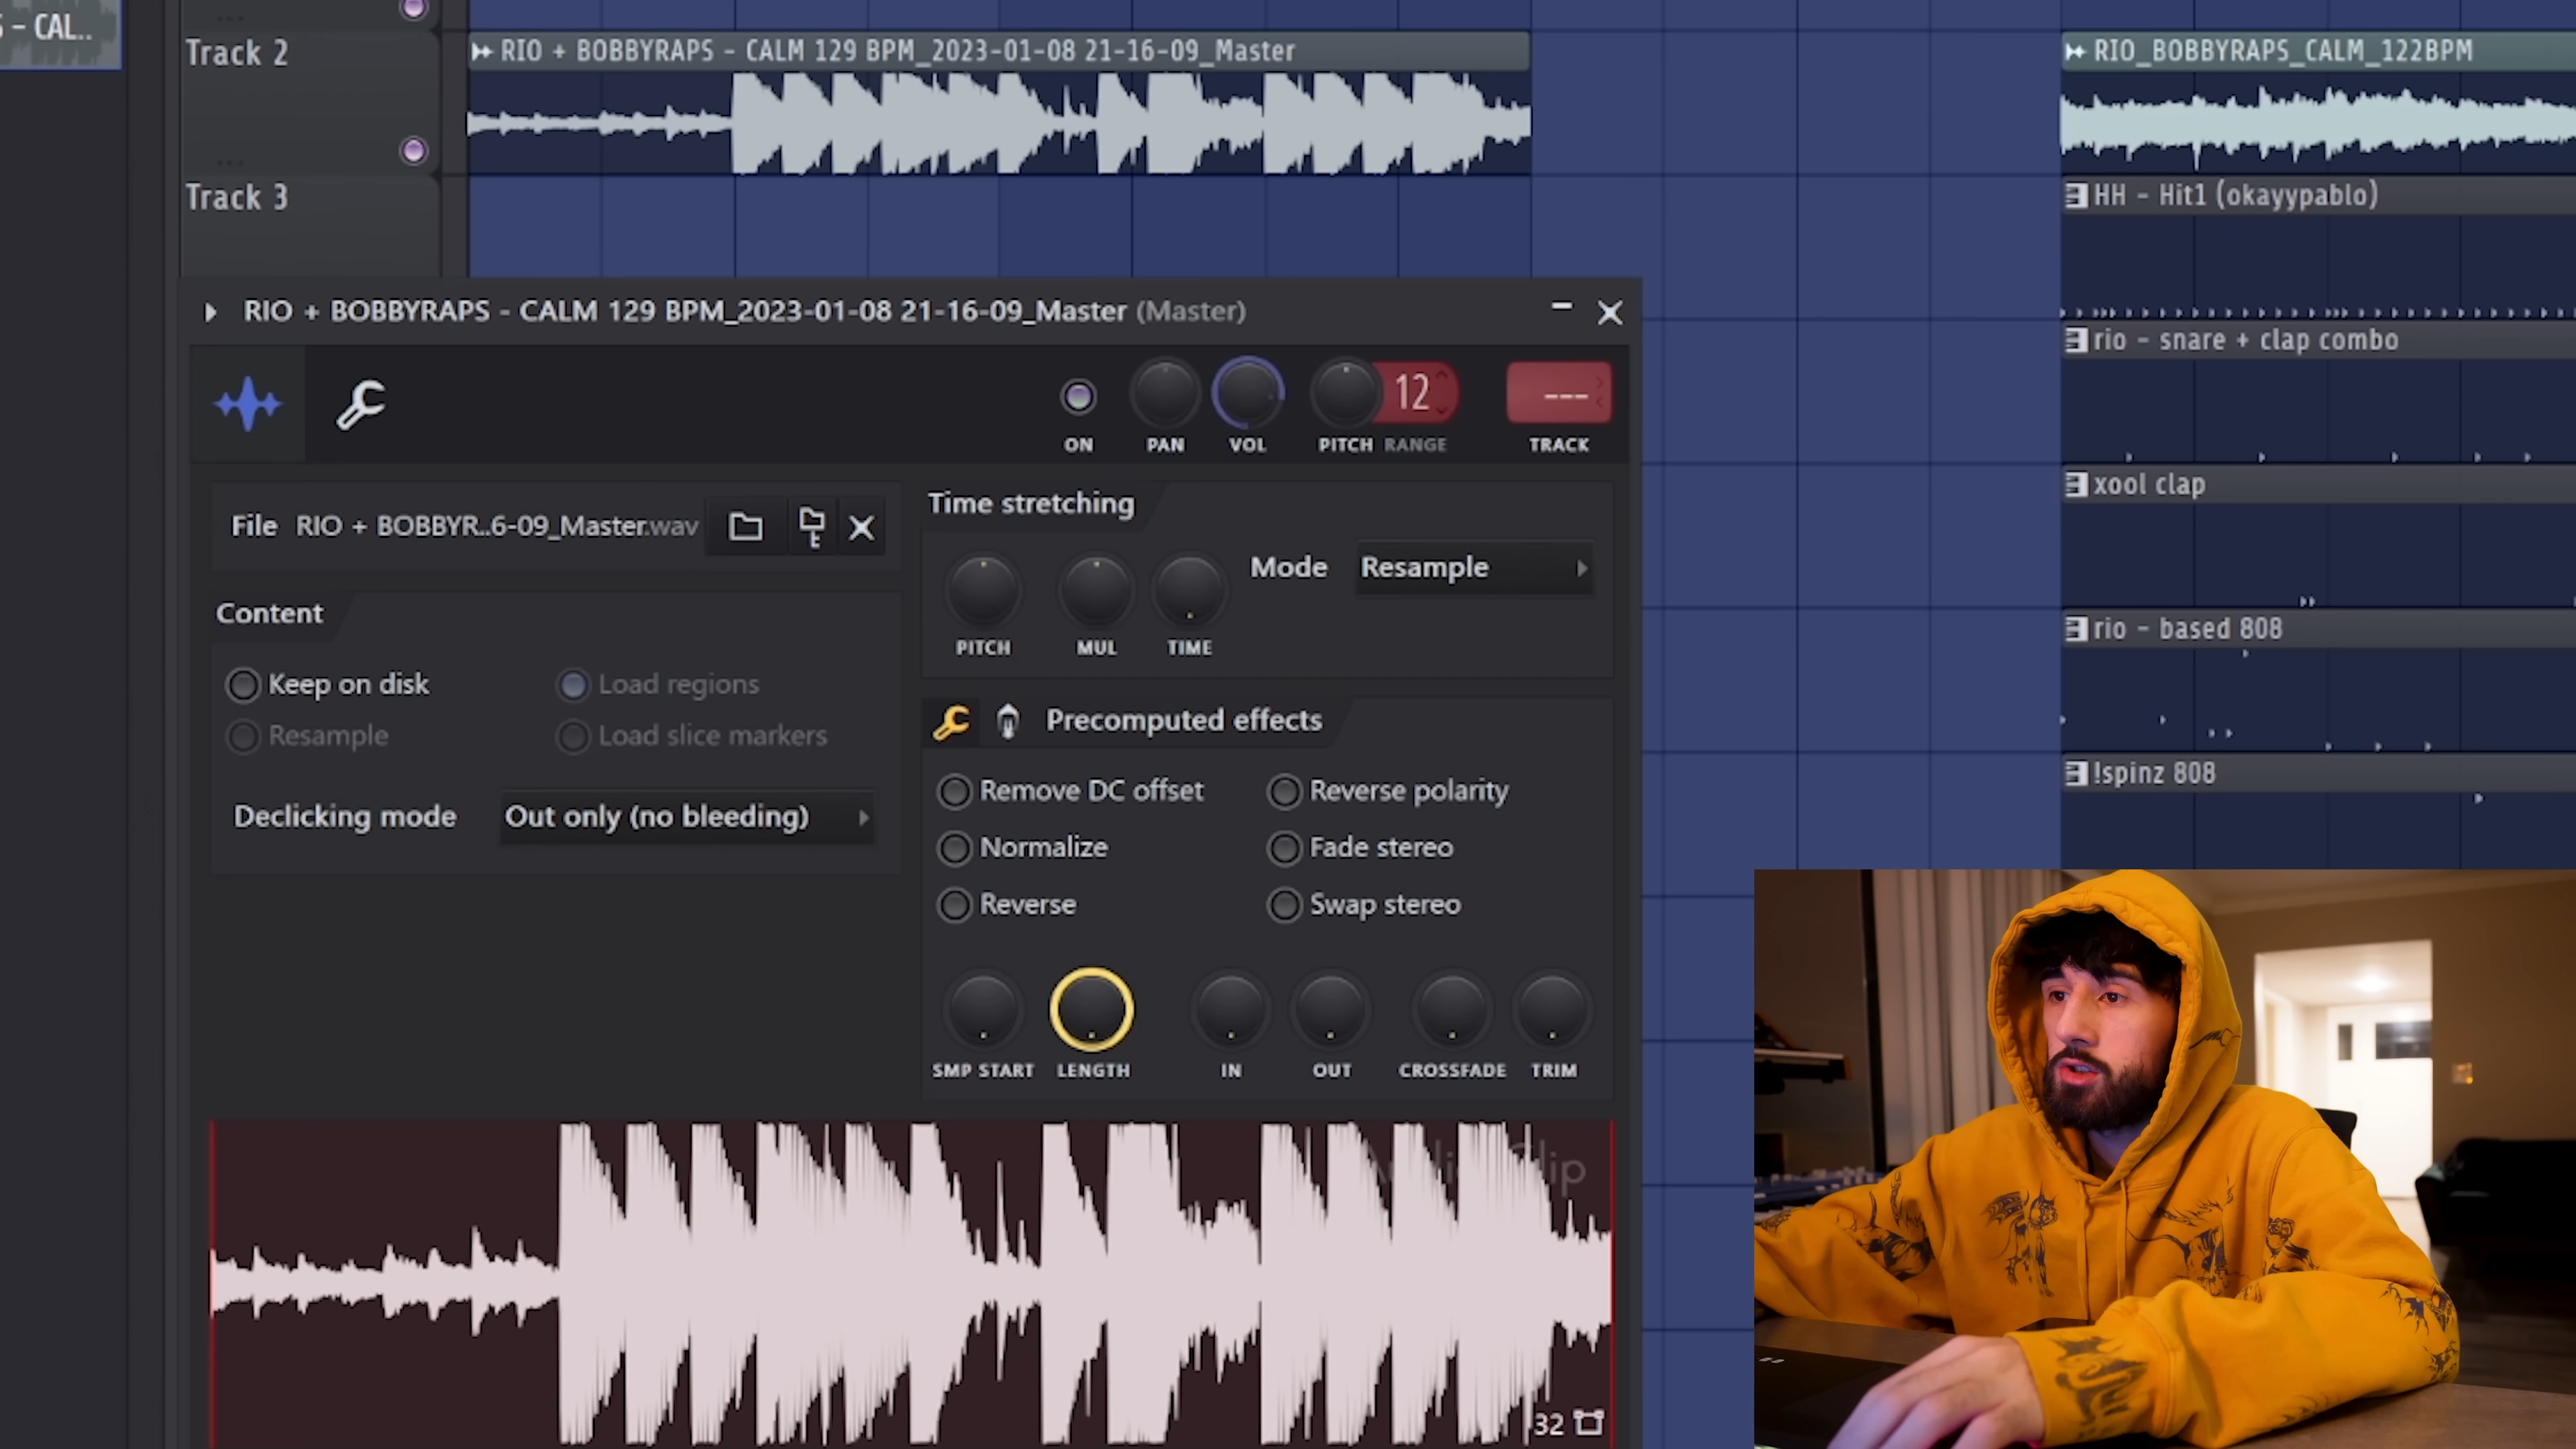 - CAL..
Track 2
RIO + BOBBYRAPS - CALM 129 BPM_2023-01-08 21-16-09_Master
RIO_BOBBYRAPS_CALM_122BPM
Track 3
HH - Hit1 (okayypablo)
RIO + BOBBYRAPS - CALM 129 BPM_2023-01-08 21-16-09_Master (Master)
rio - snare + clap combo
12
---
ON PAN VOL PITCH RANGE TRACK
xool clap
File RIO + BOBBYR..6-09_Master.wav
Time stretching
Mode Resample
Content
PITCH MUL TIME
rio - based 808
Keep on disk Load regions
Resample Load slice markers
Precomputed effects
!spinz 808
Declicking mode Out only (no bleeding)
Remove DC offset Reverse polarity
Normalize Fade stereo
Reverse Swap stereo
SMP START LENGTH IN OUT CROSSFADE TRIM
32